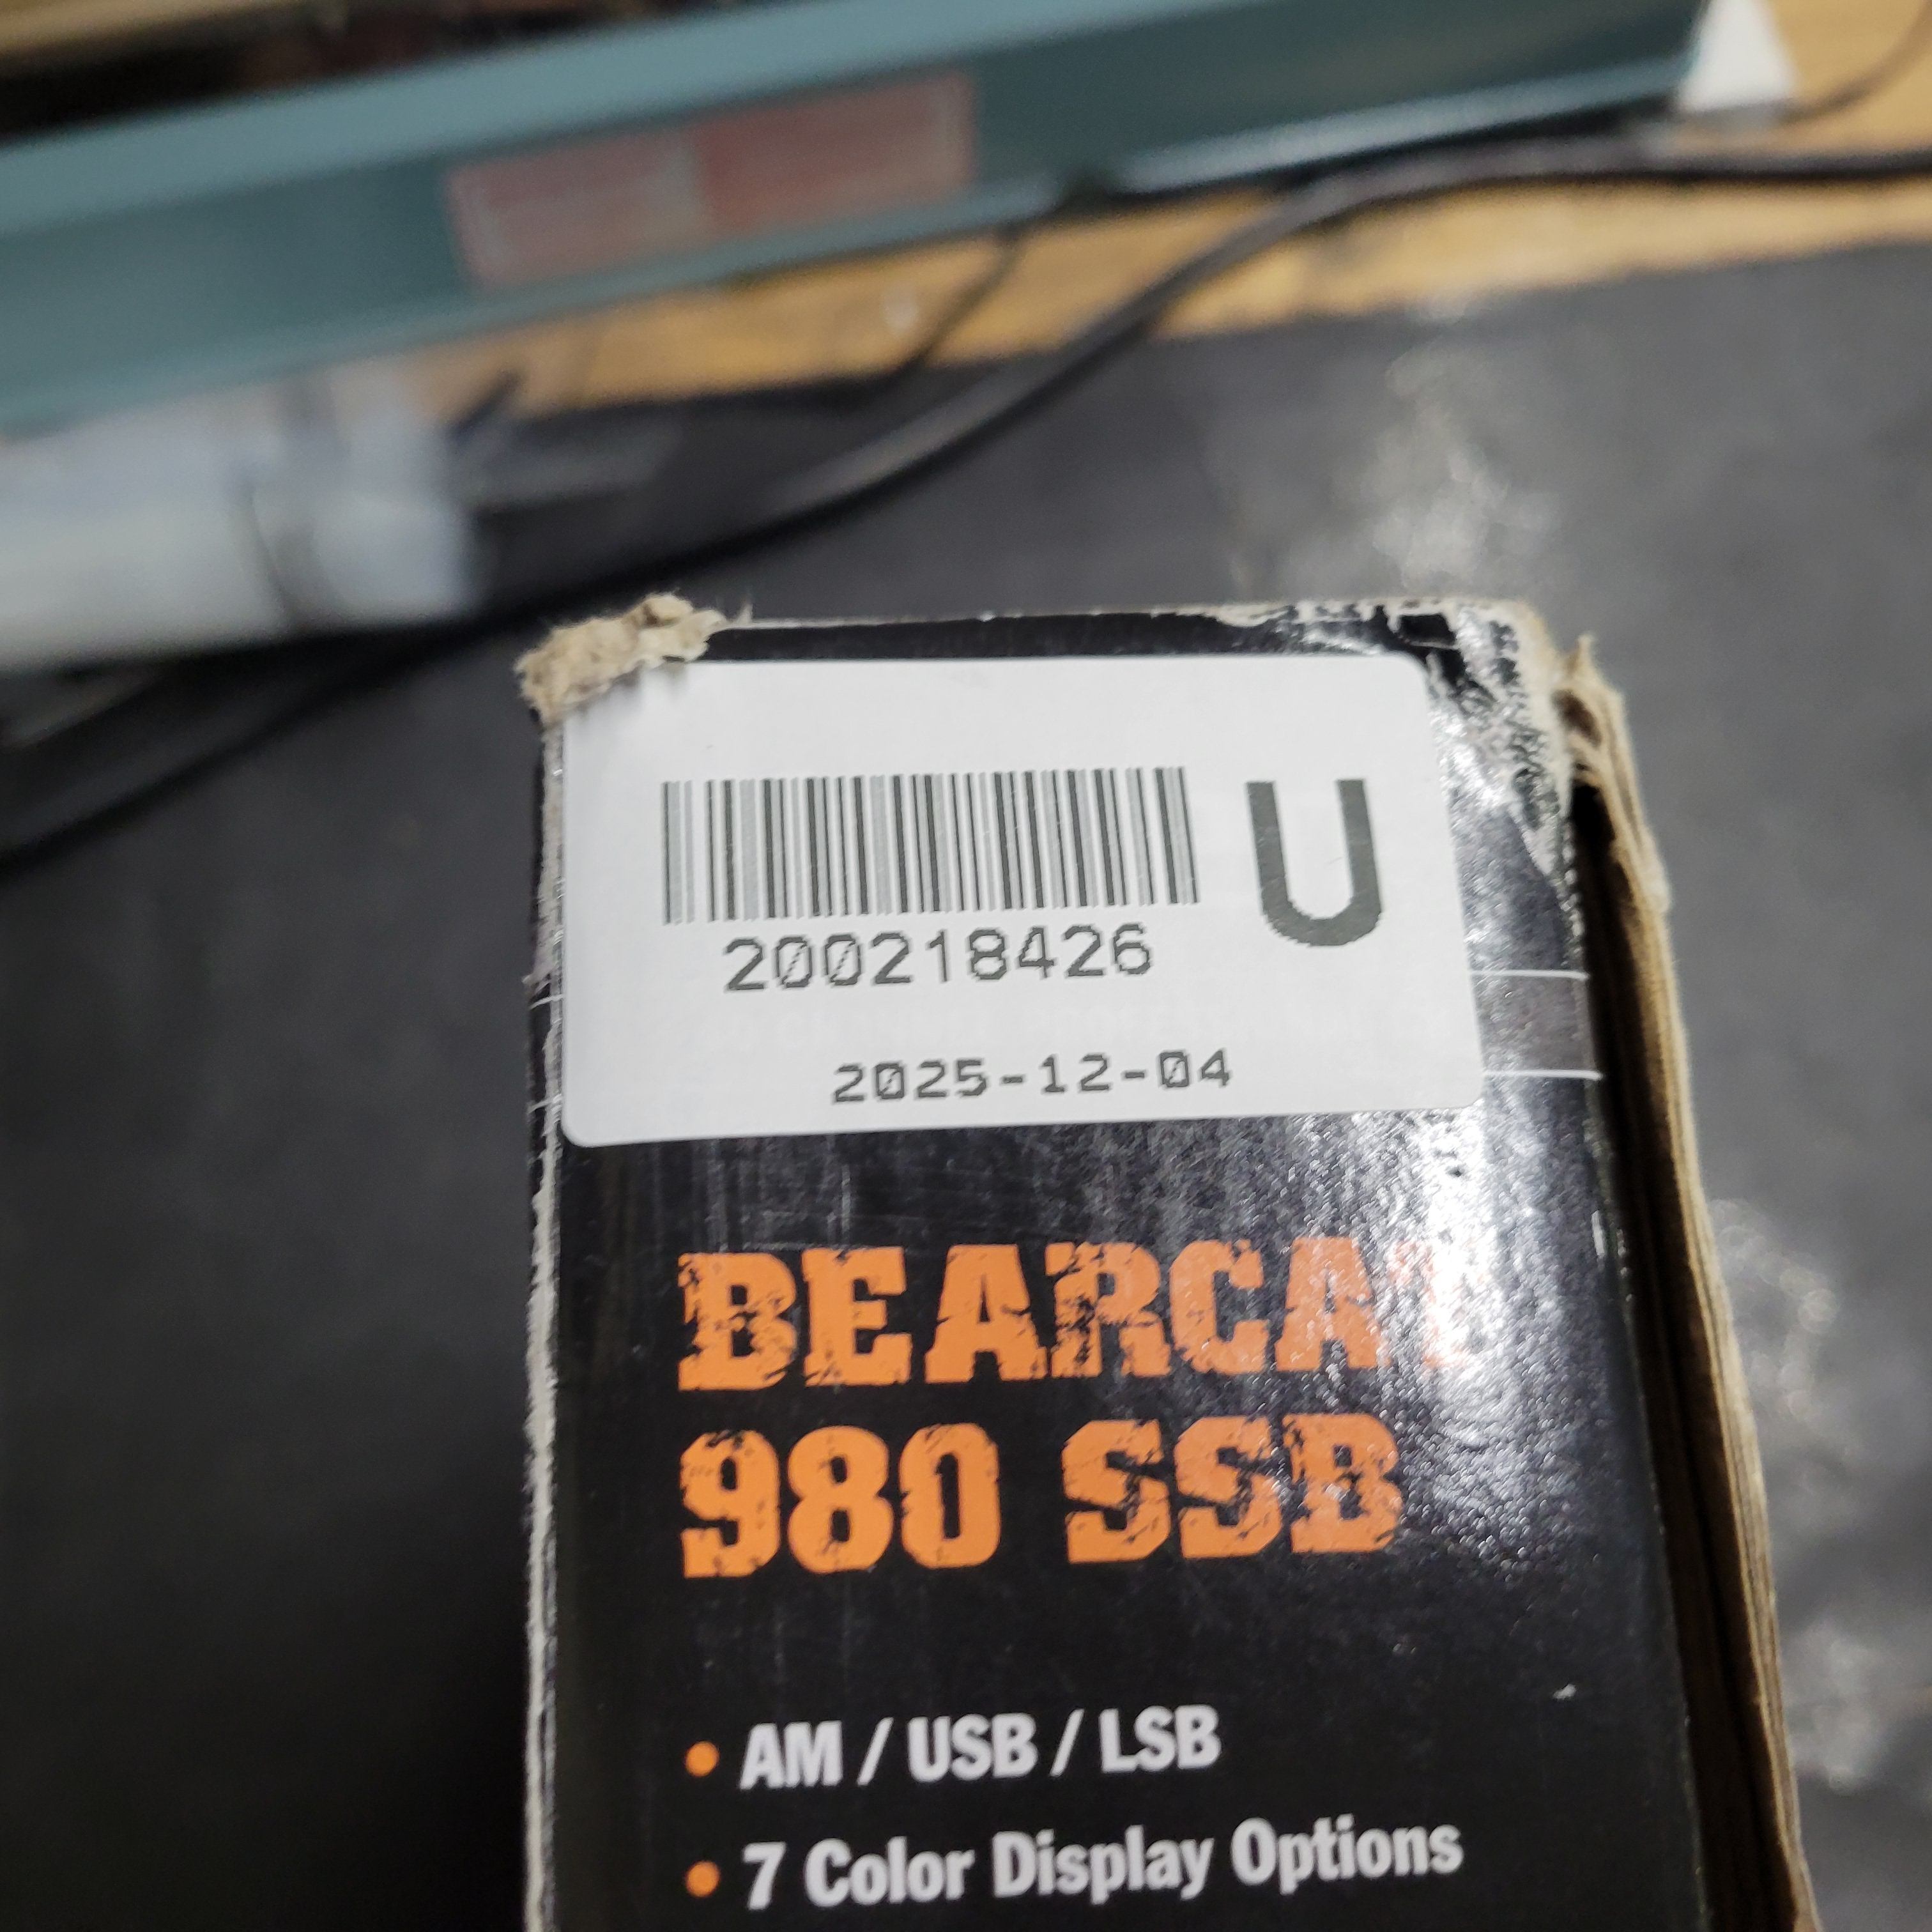 U
200218426
2025-12-04
BEARCAT
980 SSB
• AM / USB / LSB
• 7 Color Display Options